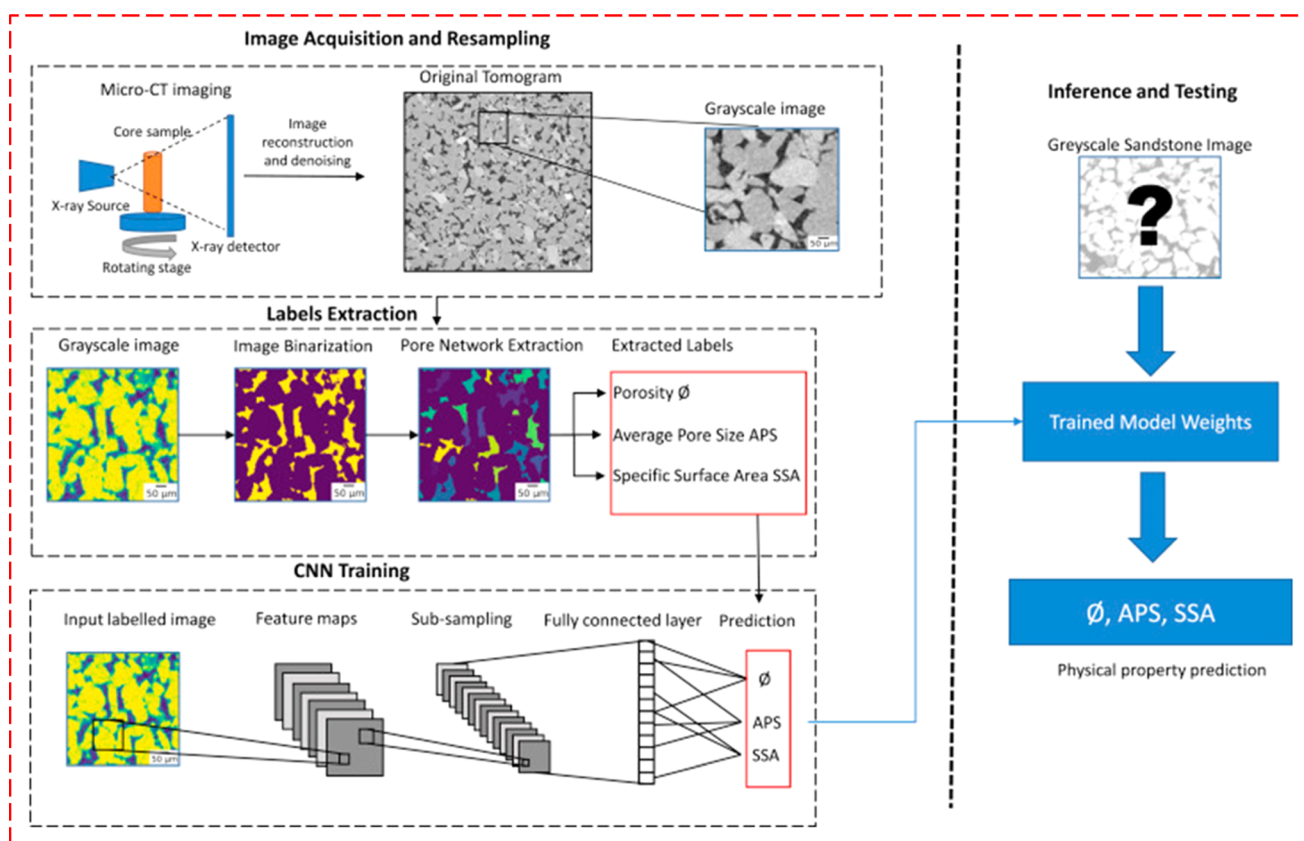 Image Acquisition and Resampling
Micro-CT imaging
Core sample
X-ray Source
X-ray detector
Rotating stage
Image
reconstruction
and denoising
Original Tomogram
Grayscale image
50 µm
Labels Extraction
Grayscale image
50 µm
Image Binarization
50 µm
Pore Network Extraction
50 µm
Extracted Labels
Porosity Ø
Average Pore Size APS
Specific Surface Area SSA
CNN Training
Input labelled image
50 µm
Feature maps
Sub-sampling
Fully connected layer
Prediction
Ø
APS
SSA
Inference and Testing
Greyscale Sandstone Image
?
Trained Model Weights
Ø, APS, SSA
Physical property prediction